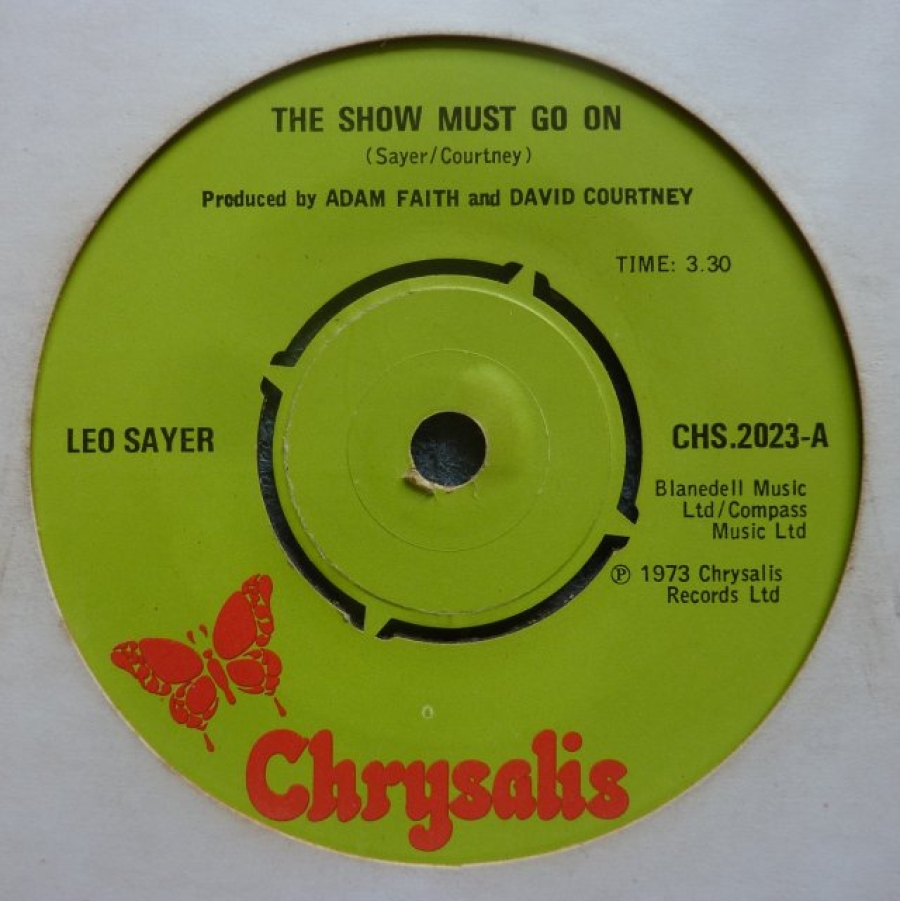 THE SHOW MUST GO ON
(Sayer/Courtney)
Produced by ADAM FAITH and DAVID COURTNEY
TIME: 3.30
LEO SAYER
CHS.2023-A
Blanedell Music
Ltd/Compass
Music Ltd
℗ 1973 Chrysalis
Records Ltd
Chrysalis